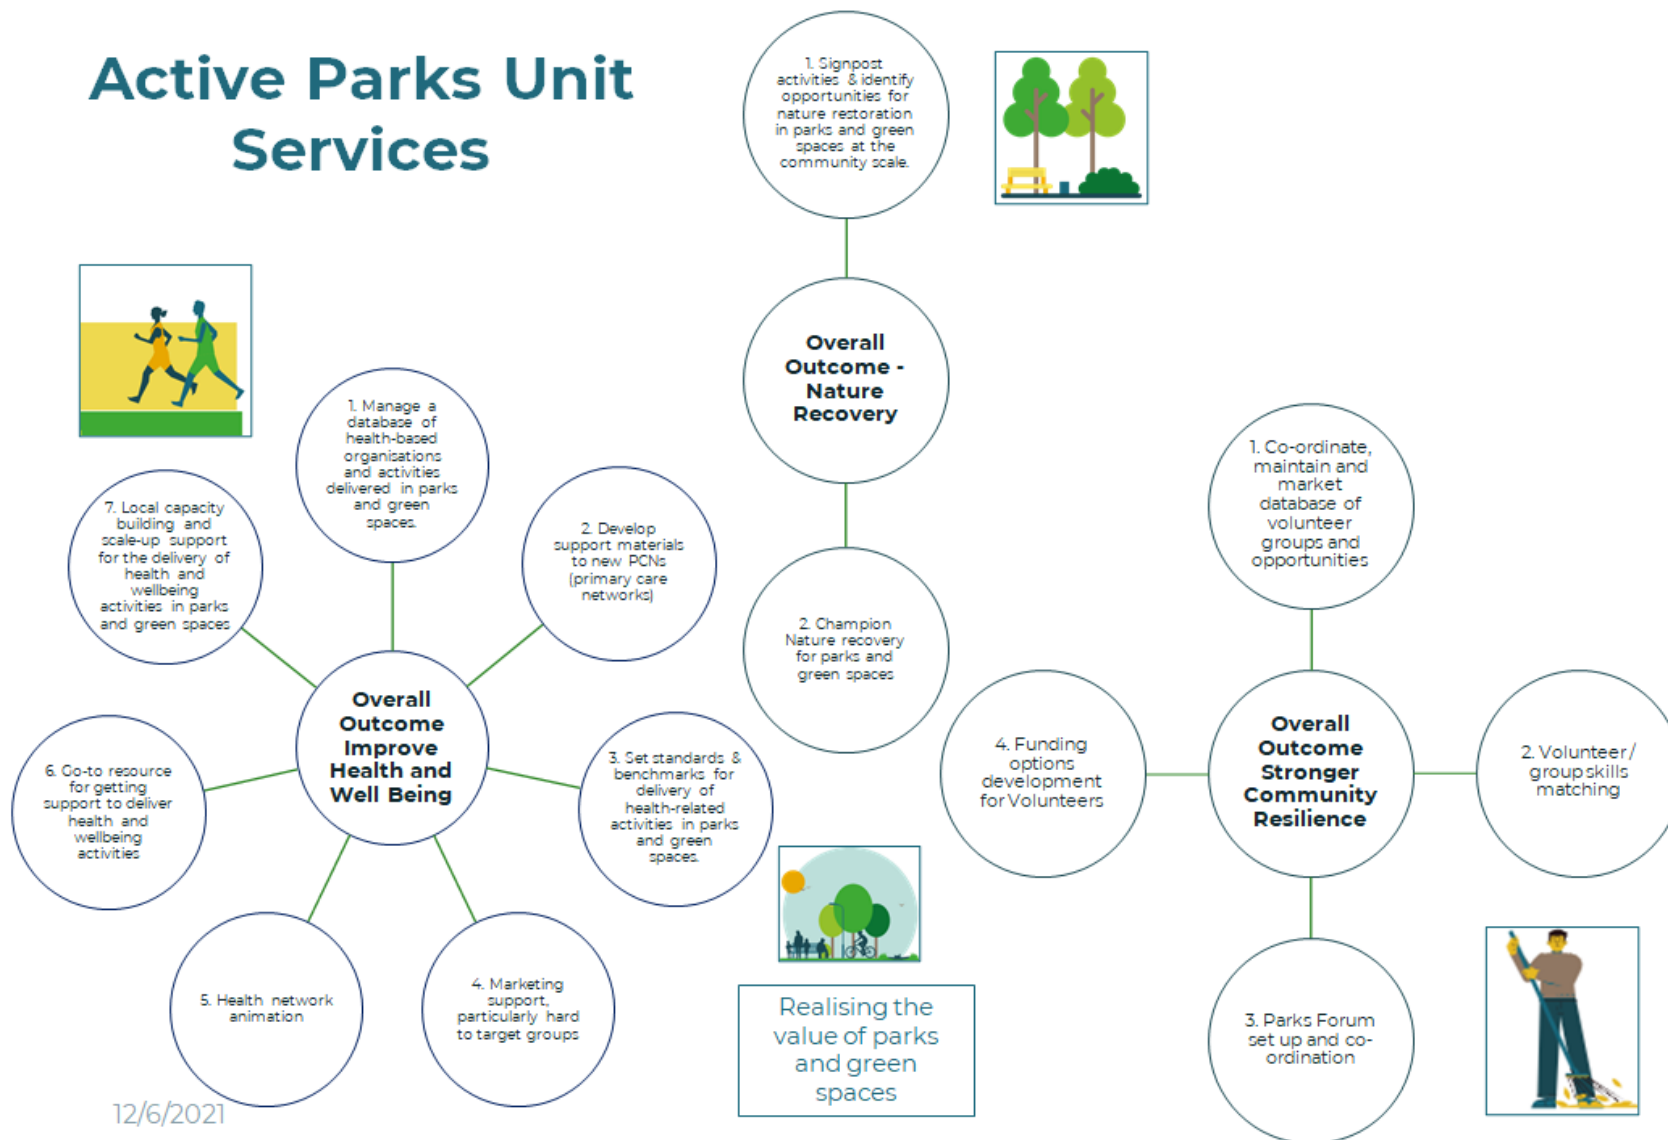 Active Parks Unit
Services
1. Signpost
activities & identify
opportunities for
nature restoration
in parks and green
spaces at the
community scale.
Overall
Outcome -
Nature
Recovery
2. Champion
Nature recovery
for parks and
green spaces
1. Manage a
database of
health-based
organisations
and activities
delivered in parks
and green
spaces.
2. Develop
support materials
to new PCNs
(primary care
networks)
3. Set standards &
benchmarks for
delivery of
health-related
activities in parks
and green
spaces.
4. Marketing
support,
particularly hard
to target groups
5. Health network
animation
6. Go-to resource
for getting
support to deliver
health and
wellbeing
activities
7. Local capacity
building and
scale-up support
for the delivery of
health and
wellbeing
activities in parks
and green spaces
Overall
Outcome
Improve
Health and
Well Being
1. Co-ordinate,
maintain and
market
database of
volunteer
groups and
opportunities
2. Volunteer/
group skills
matching
3. Parks Forum
set up and co-
ordination
4. Funding
options
development
for Volunteers
Overall
Outcome
Stronger
Community
Resilience
Realising the
value of parks
and green
spaces
12/6/2021